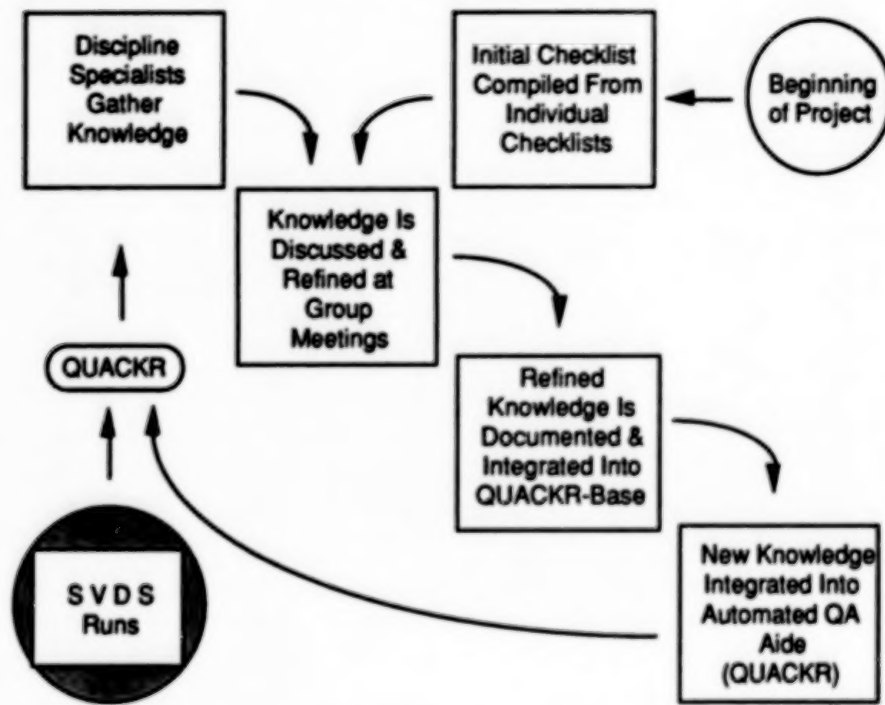 Discipline
Specialists
Gather
Knowledge
Initial Checklist
Compiled From
Individual
Checklists
Beginning
of Project
Knowledge Is
Discussed &
Refined at
Group
Meetings
QUACKR
Refined
Knowledge Is
Documented &
Integrated Into
QUACKR-Base
S V D S
Runs
New Knowledge
Integrated Into
Automated QA
Aide
(QUACKR)